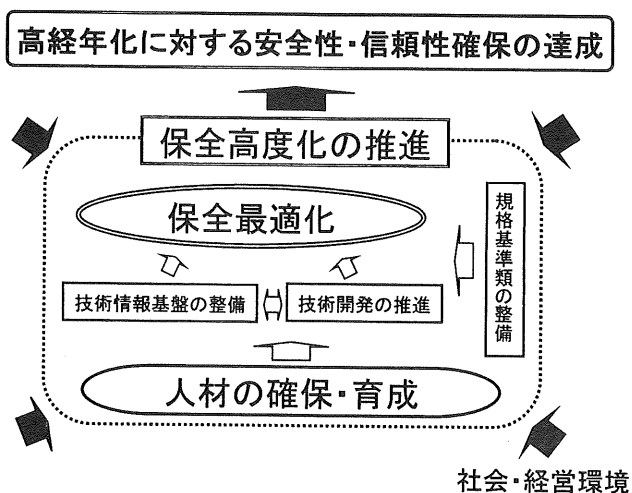 高経年化に対する安全性・信頼性確保の達成
保全高度化の推進
保全最適化
規格基準類の整備
技術情報基盤の整備
技術開発の推進
人材の確保・育成
社会・経営環境